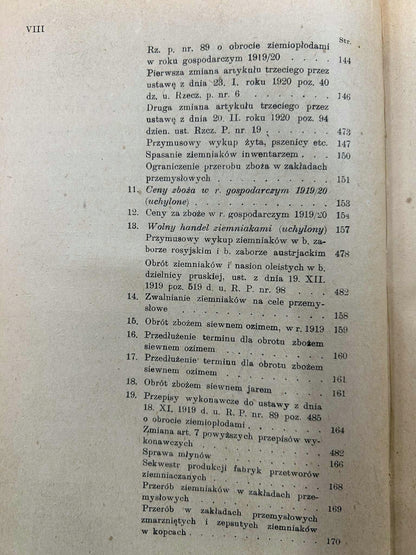 VIII
Str.
Rz. p. nr. 89 o obrocie ziemiopłodami
w roku gospodarczym 1919/20 . . . . 144
Pierwsza zmiana artykułu trzeciego przez
ustawę z dnia 23. I. 1920 poz. 40
dz. u. Rzecz. p. nr. 6 . . . . . . 146
Druga zmiana artykułu trzeciego przez
ustawę z dnia 20. II. roku 1920 poz. 94
dzien. ust. Rzcz. P. nr. 19 . . . . . 473
Przymusowy wykup żyta, pszenicy etc. 147
Spasanie ziemniaków inwentarzem . . . 150
Ograniczenie przerobu zboża w zakładach
przemysłowych . . . . . . . . 151
11. Ceny zboża w r. gospodarczym 1919/20
(uchylone) . . . . . . . . . 153
12. Ceny za zboże w r. gospodarczym 1919/20 154
13. Wolny handel ziemniakami (uchylony) 157
Przymusowy wykup ziemniaków w b.
zaborze rosyjskim i b. zaborze austrjackim 478
Obrót ziemniaków i nasion oleistych w b.
dzielnicy pruskiej, ust. z dnia 19. XII.
1919 poz. 519 d. u. R. P. nr. 98 . . . 482
14. Zwalnianie ziemniaków na cele przemy-
słowe . . . . . . . . . . . 158
15. Obrót zbożem siewnem ozimem, w r. 1919 159
16. Przedłużenie terminu dla obrotu zbożem
siewnem ozimem . . . . . . . . 160
17. Przedłużenie terminu dla obrotu zbożem
siewnem ozimem . . . . . . . . 161
18. Obrót zbożem siewnem jarem . . . . 161
19. Przepisy wykonawcze do ustawy z dnia
18. XI. 1919 d. u. R. P. nr. 89 poz. 485
o obrocie ziemiopłodami . . . . . . 164
Zmiana art. 7 powyższych przepisów wy-
konawczych . . . . . . . . . 482
Sprawa młynów . . . . . . . . 166
Sekwestr produkcji fabryk przetworów
ziemniaczanych . . . . . . . . 168
Przerób ziemniaków w zakładach prze-
mysłowych . . . . . . . . . 169
Przerób w zakładach przemysłowych
zmarzniętych i zepsutych ziemniaków
w kopcach . . . . . . . . . 170